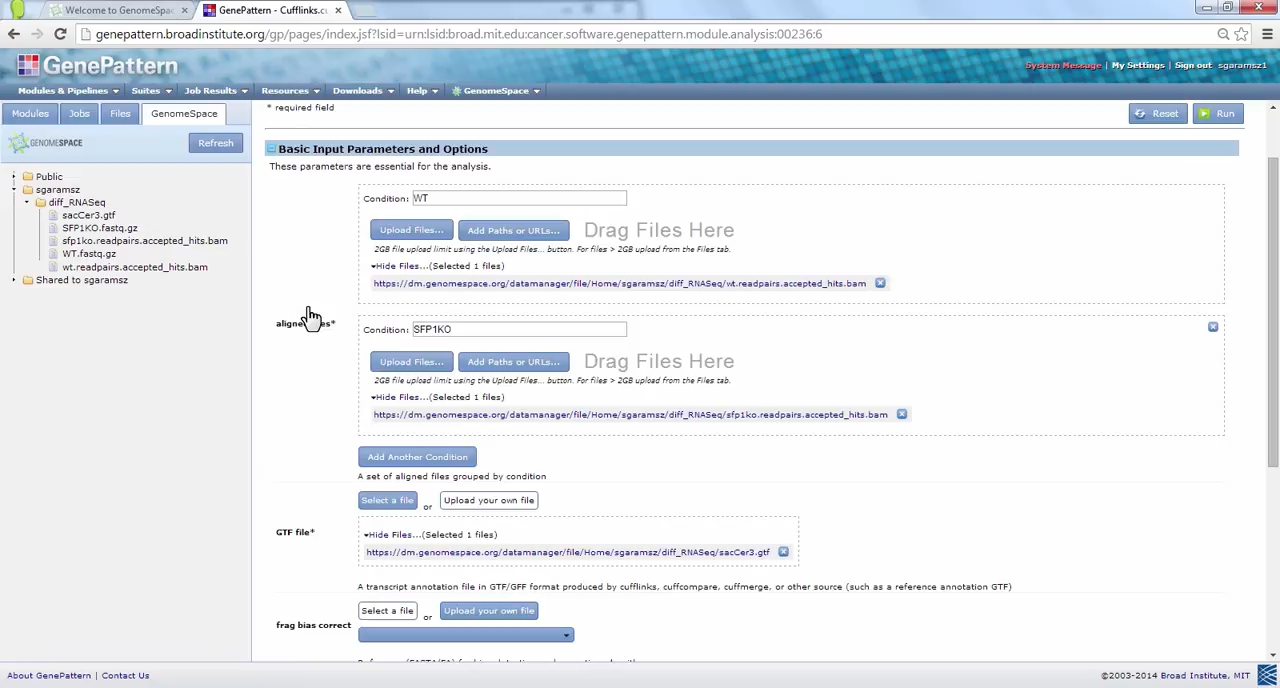 Welcome to GenomeSpac
GenePattern - Cufflinks.c
genepattern.broadinstitute.org/gp/pages/index.jsf?lsid=urn:lsid:broad.mit.edu:cancer.software.genepattern.module.analysis:00236:6
GenePattern
System Message | My Settings | Sign out sgaramsz1
Modules & Pipelines Suites Job Results Resources Downloads Help GenomeSpace
Modules Jobs Files GenomeSpace
* required field
Reset Run
GENOMESPACE Refresh
Basic Input Parameters and Options
These parameters are essential for the analysis.
Public
sgaramsz
diff_RNASeq
sacCer3.gtf
SFP1KO.fastq.gz
sfp1ko.readpairs.accepted_hits.bam
WT.fastq.gz
wt.readpairs.accepted_hits.bam
Shared to sgaramsz
Condition: WT
Upload Files... Add Paths or URLs... Drag Files Here
2GB file upload limit using the Upload Files... button. For files > 2GB upload from the Files tab.
Hide Files...(Selected 1 files)
https://dm.genomespace.org/datamanager/file/Home/sgaramsz/diff_RNASeq/wt.readpairs.accepted_hits.bam
Condition: SFP1KO
Upload Files... Add Paths or URLs... Drag Files Here
2GB file upload limit using the Upload Files... button. For files > 2GB upload from the Files tab.
Hide Files...(Selected 1 files)
https://dm.genomespace.org/datamanager/file/Home/sgaramsz/diff_RNASeq/sfp1ko.readpairs.accepted_hits.bam
Add Another Condition
A set of aligned files grouped by condition
Select a file or Upload your own file
GTF file*
Hide Files...(Selected 1 files)
https://dm.genomespace.org/datamanager/file/Home/sgaramsz/diff_RNASeq/sacCer3.gtf
A transcript annotation file in GTF/GFF format produced by cufflinks, cuffcompare, cuffmerge, or other source (such as a reference annotation GTF)
Select a file or Upload your own file
frag bias correct
About GenePattern | Contact Us
©2003-2014 Broad Institute, MIT